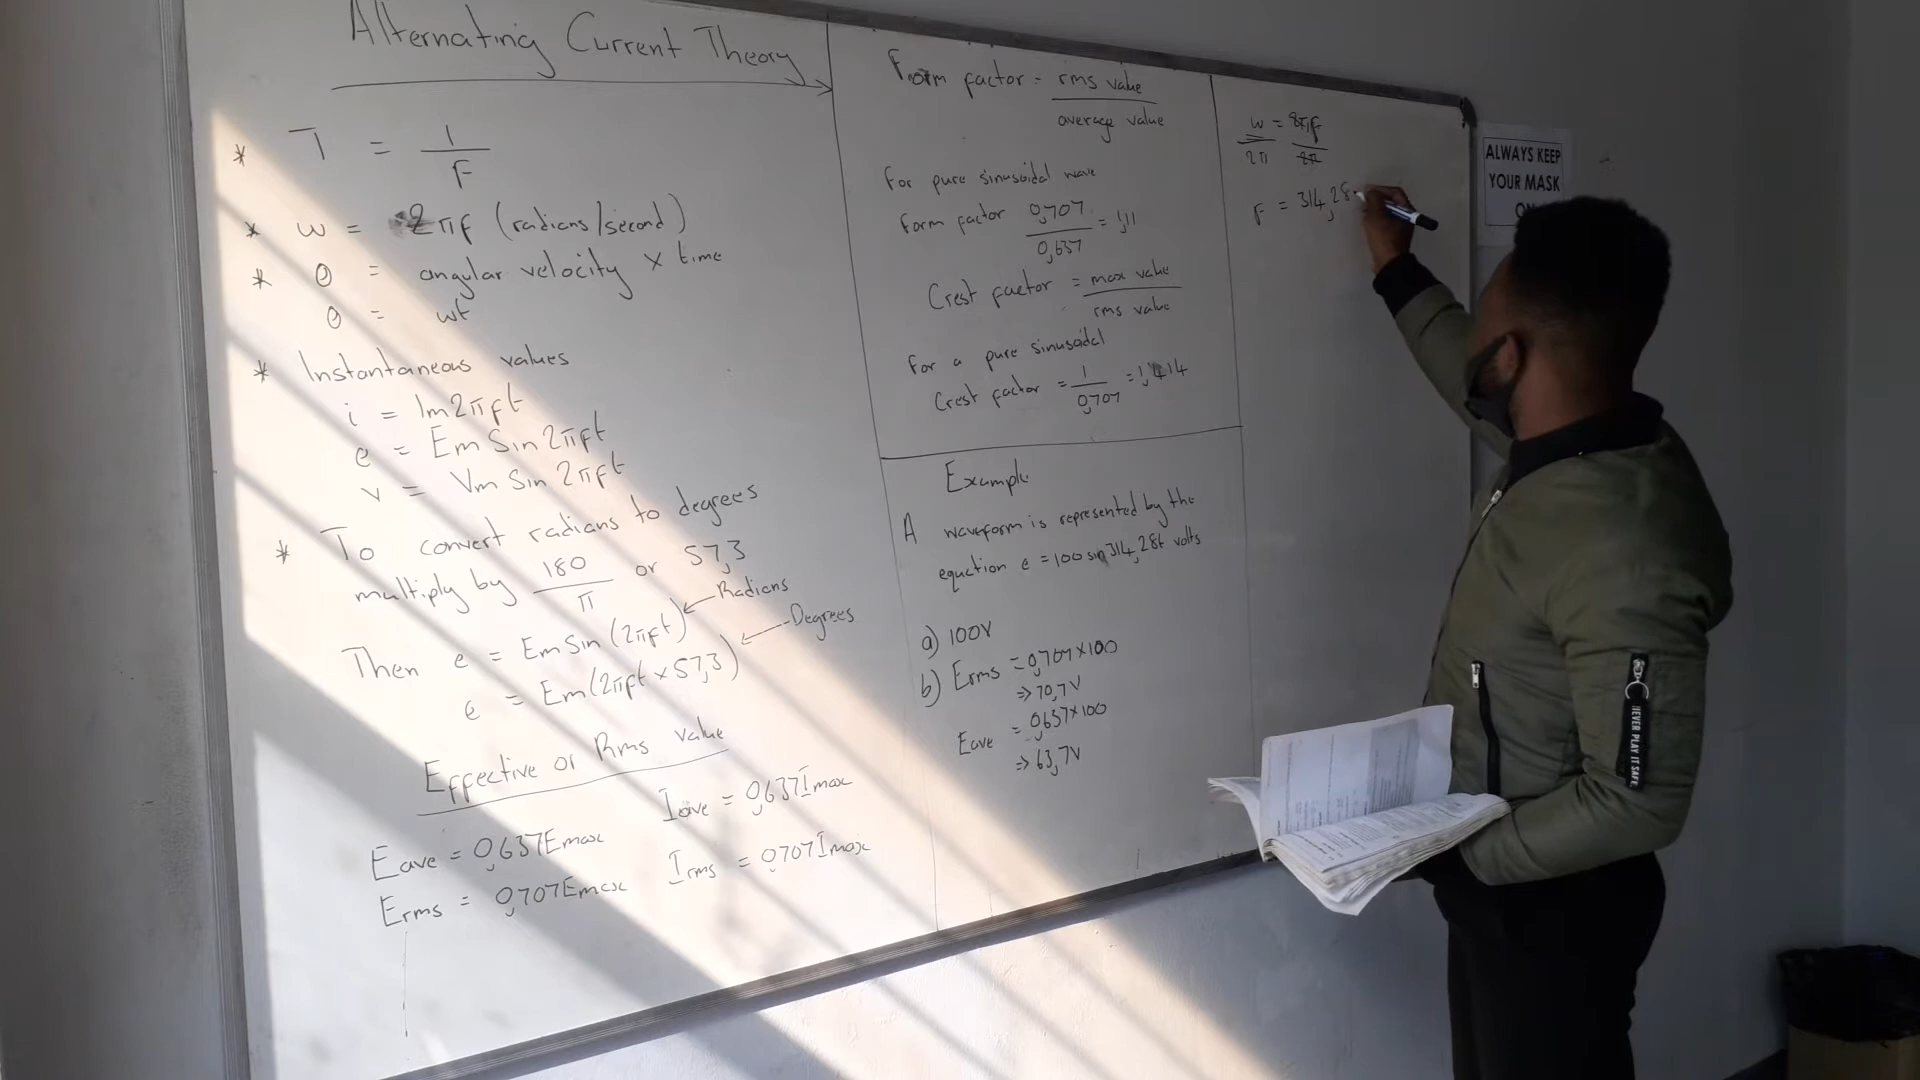 Alternating Current Theory
* T = 1/F
* w = 2πf (radians/second)
* θ = angular velocity x time
θ = wt
* Instantaneous values
i = Im2πft
e = Em Sin 2πft
v = Vm Sin 2πft
* To convert radians to degrees
multiply by 180/π or 57,3
Then e = Em Sin (2πft) ← Radians
e = Em(2πft x 57,3) ← Degrees
Effective or Rms value
Eave = 0,637Emax Iave = 0,637Imax
Erms = 0,707Emax Irms = 0,707Imax
Form factor = rms value
average value
for pure sinusoidal wave
form factor 0,707/0,637 = 1,11
Crest factor = max value
rms value
for a pure sinusoidal
Crest factor = 1/0,707 = 1,414
Example
A waveform is represented by the
equation e = 100 sin 314,28t volts
a) 100V
b) Erms = 0,707 x 100
=> 70,7V
Eave = 0,637 x 100
=> 63,7V
w/2π = 2πf/2π
F = 314,28
ALWAYS KEEP
YOUR MASK
NEVER PLAY IT SAFE